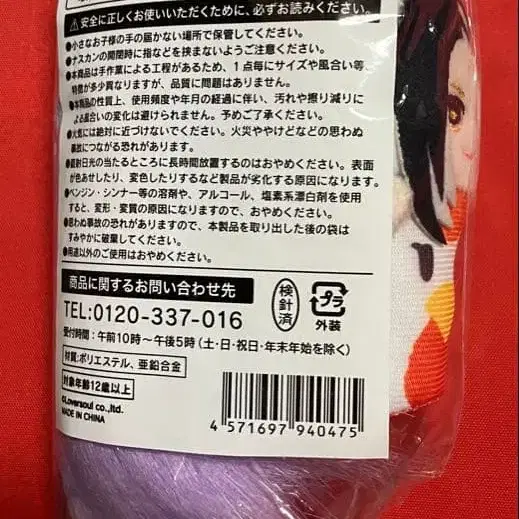 ⚠安全に正しくお使いいただくために、必ずお読みください。
●小さなお子様の手の届かない場所で保管してください。
●ナスカンの開閉時に指などを挟まないようご注意ください。
●本商品は手作業による工程があるため、1点毎にサイズや風合い等、
特徴が多少異なりますが、品質に問題はありません。
●本商品の性質上、使用頻度や年月の経過に伴い、汚れや擦り減りに
よる風合いの変化は避けられません。予めご了承ください。
●火気には絶対に近づけないでください。火災ややけどなどの思わぬ
事故につながる恐れがあります。
●直射日光の当たるところに長時間放置するのはおやめください。表面
が色あせしたり、変色したりするなど製品が劣化する原因になります。
●ベンジン・シンナー等の溶剤や、アルコール、塩素系漂白剤を使用
すると、変形・変質の原因になりますので、おやめください。
●思わぬ事故の恐れがありますので、本製品を取り出した後の袋は
すみやかに破棄してください。
●用途以外のご使用はおやめください。
商品に関するお問い合わせ先
TEL:0120-337-016
受付時間:午前10時〜午後5時(土・日・祝日・年末年始を除く)
検針済
プラ
外装
材質:ポリエステル、亜鉛合金
対象年齢12歳以上
©Loversoul co.,ltd.
MADE IN CHINA
4 571697 940475